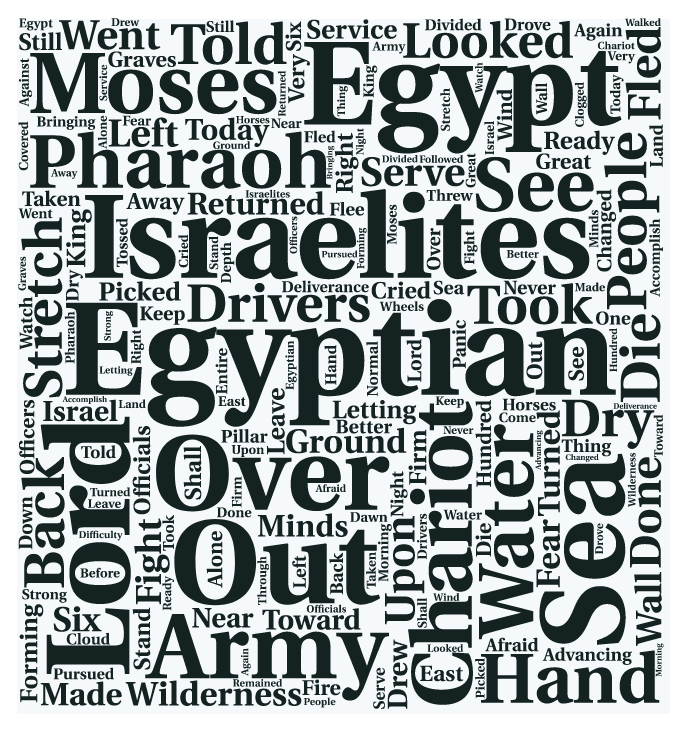 Egypt
Drew
Still
Divided
Drove
Again
Walked
Still
Went
Told
Very
Six
Service
Army
Looked
Chariot
Very
Fled
Against
Moses
Graves
Service
Returned
Egypt
Thing
King
Stretch
Watch
Israel
Wind
Wall
Clogged
Today
Land
Covered
Bringing
Alone
Fear
Left
Today
Horses
Near
Ground
Fled
Bringing
Right
Night
Divided
Followed
Great
Ready
Great
Pharaoh
Away
Serve
See
People
Taken
Went
King
Away
Returned
Israelites
Flee
Threw
Minds
Changed
Accomplish
Israelites
Tossed
Cried
Stand
Depth
Officers
Pursued
Forming
Moses
Over
Fight
Better
Graves
Stretch
Dry
Picked
Deliverance
Cried
Sea
Never
Made
One
Watch
Pharaoh
Keep
Drivers
Wheels
Took
Die
Strong
Letting
Right
Egyptian
Entire
East
Egyptian
Hand
Normal
Lord
Panic
Out
See
Hundred
Accomplish
Israel
Land
Leave
Letting
Better
Keep
Never
Horses
Come
Dry
Deliverance
Toward
Officers
Lord
Told
Officials
Over
Shall
Pillar
Upon
Ground
Firm
Chariot
Hundred
Advancing
Turned
Thing
Changed
Wilderness
Back
Turned
Leave
Firm
Afraid
Night
Water
Water
Sea
Drove
Done
Down
Difficulty
Fight
Took
Done
Minds
Dawn
Morning
Upon
Drivers
Die
Fear
Before
Out
Alone
Through
Left
Back
Taken
Shall
Wind
Wall
Strong
Forming
Six
Cloud
Stand
Ready
Near
Officials
Toward
Looked
Afraid
Advancing
Morning
Pursued
Army
Again
Serve
Drew
East
Picked
Hand
Made
Wilderness
Remained
Fire
People